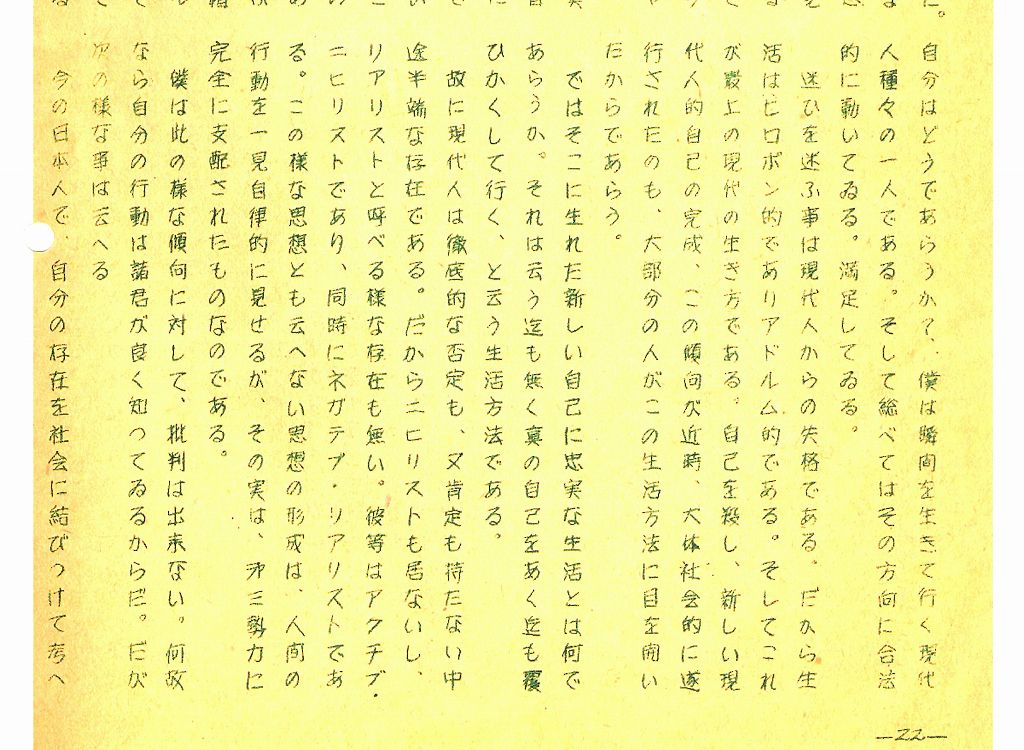 自分はどうであらうか?、僕は瞬間を生きて行く現代
人種々の一人である。そして総べてはその方向に合法
的に動いてゐる。満足してゐる。
迷ひを迷ふ事は現代人からの失格である。だから生
活はヒロポン的でありアドルム的である。そしてこれ
が最上の現代の生き方である。自己を殺し、新しい現
代人的自己の完成、この傾向が近時、大体社会的に遂
行されたのも、大部分の人がこの生活方法に目を開い
たからであらう。
ではそこに生れた新しい自己に忠実な生活とは何で
あらうか。それは云う迄も無く真の自己をあく迄も覆
ひかくして行く、と云う生活方法である。
故に現代人は徹底的な否定も、又肯定も持たない中
途半端な存在である。だからニヒリストも居ないし、
リアリストと呼べる様な存在も無い。彼等はアクチブ・
ニヒリストであり、同時にネガテブ・リアリストであ
る。この様な思想とも云へない思想の形成は、人間の
行動を一見自律的に見せるが、その実は、才三勢力に
完全に支配されたものなのである。
僕は此の様な傾向に対して、批判は出来ない。何故
なら自分の行動は諸君が良く知ってゐるからだ。だが
次の様な事は云へる
今の日本人で、自分の存在を社会に結びつけて考へ
—22—